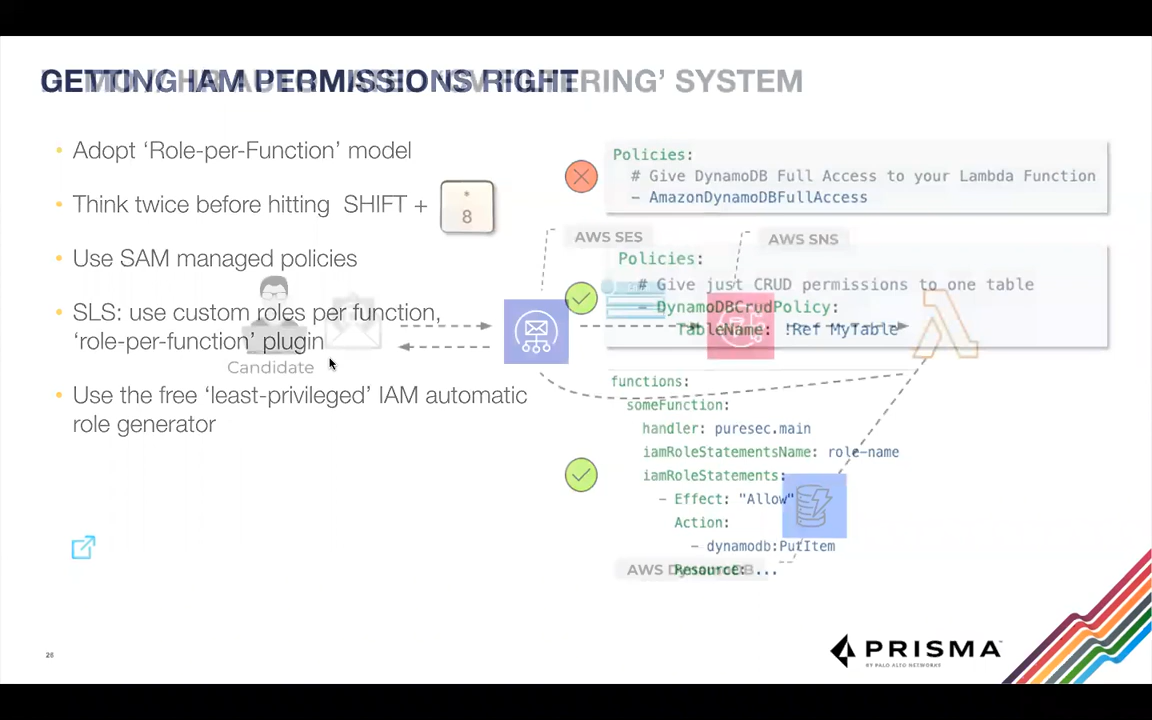 GETTING IAM PERMISSIONS RIGHT
SYSTEM
• Adopt ‘Role-per-Function’ model
• Think twice before hitting SHIFT +
*
8
• Use SAM managed policies
• SLS: use custom roles per function,
‘role-per-function’ plugin
• Use the free ‘least-privileged’ IAM automatic
role generator
Candidate
Policies:
# Give DynamoDB Full Access to your Lambda Function
- AmazonDynamoDBFullAccess
AWS SES
AWS SNS
Policies:
# Give just CRUD permissions to one table
- DynamoDBCrudPolicy:
TableName: !Ref MyTable
functions:
someFunction:
handler: puresec.main
iamRoleStatementsName: role-name
iamRoleStatements:
- Effect: "Allow"
Action:
- dynamodb:PutItem
Resource: ...
AWS DynamoDB
26
PRISMA
BY PALO ALTO NETWORKS